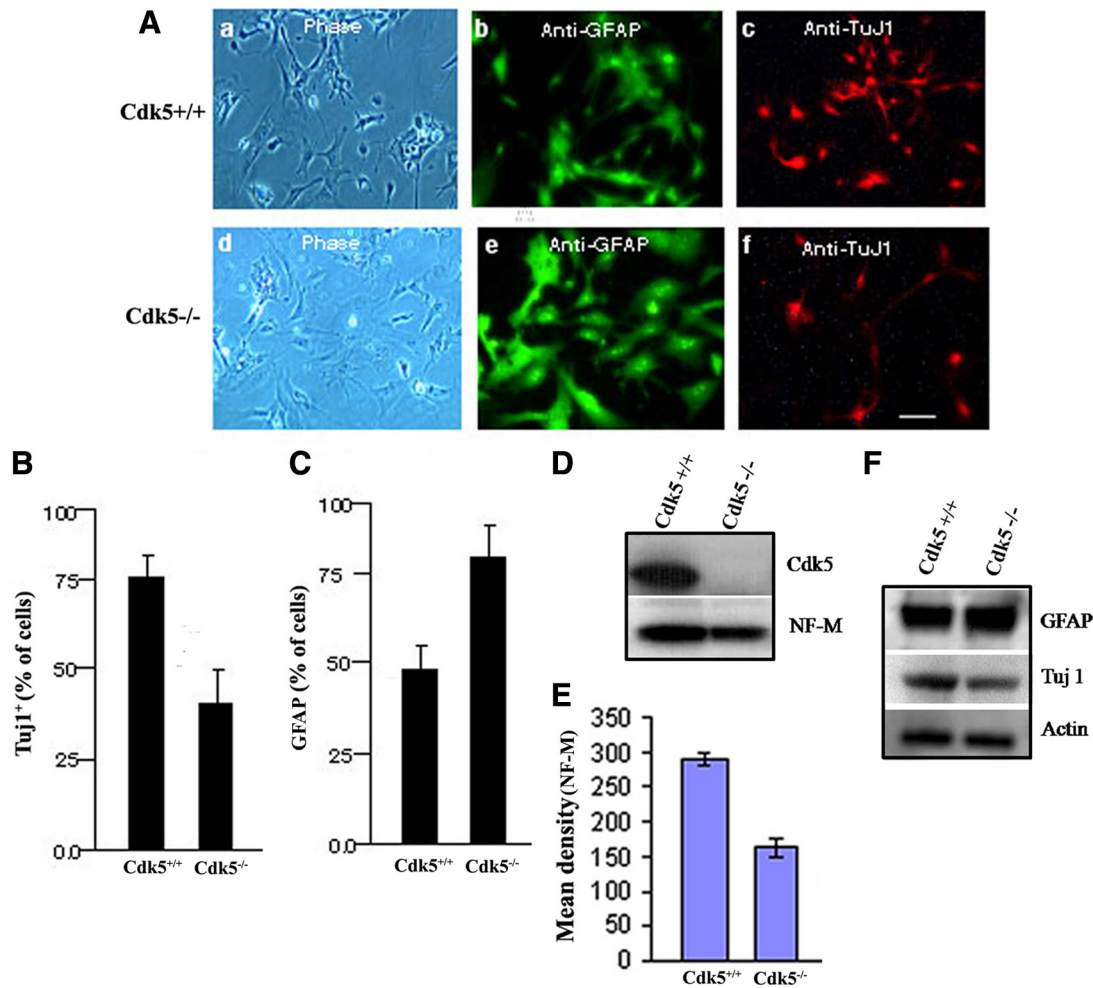 A
a
Phase
b
Anti-GFAP
c
Anti-TuJ1
Cdk5+/+
d
Phase
e
Anti-GFAP
f
Anti-TuJ1
Cdk5-/-
B
Tuj1+ (% of cells)
100
75
50
25
0.0
Cdk5+/+ Cdk5-/-
C
GFAP (% of cells)
100
75
50
25
0.0
Cdk5+/+ Cdk5-/-
D
Cdk5 +/+
Cdk5 -/-
Cdk5
NF-M
E
Mean density (NF-M)
350
300
250
200
150
100
50
0
Cdk5+/+ Cdk5-/-
F
Cdk5 +/+
Cdk5 -/-
GFAP
Tuj 1
Actin